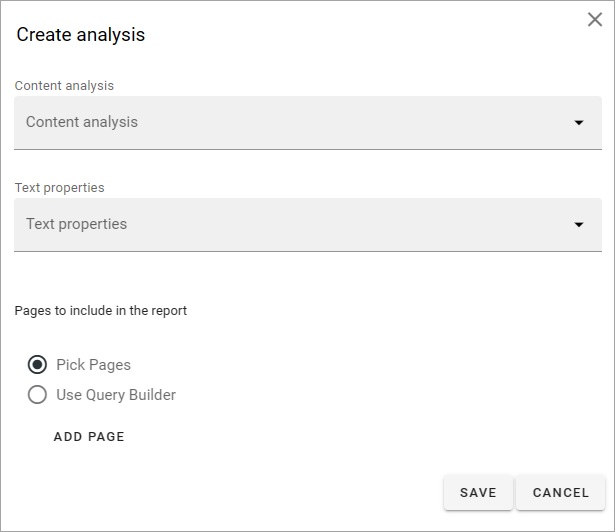 Create analysis
Content analysis
Content analysis
Text properties
Text properties
Pages to include in the report
Pick Pages
Use Query Builder
ADD PAGE
SAVE CANCEL